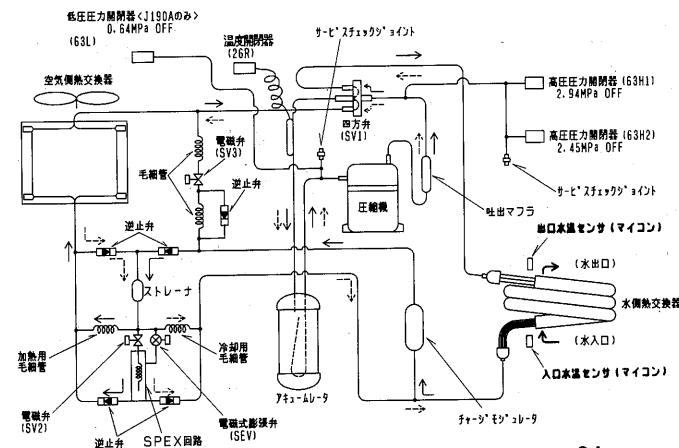 低圧圧力開閉器<J190Aのみ>
0.64MPa OFF
(63L)
温度開閉器
(26R)
サービスチェックジョイント
空気側熱交換器
高圧圧力開閉器 (63H1)
2.94MPa OFF
四方弁
(SV1)
高圧圧力開閉器 (63H2)
2.45MPa OFF
電磁弁
(SV3)
毛細管
逆止弁
圧縮機
サービスチェックジョイント
吐出マフラ
逆止弁
出口水温センサ(マイコン)
(水出口)
ストレーナ
水側熱交換器
(水入口)
加熱用
毛細管
冷却用
毛細管
入口水温センサ(マイコン)
アキュームレータ
電磁弁
(SV2)
逆止弁
SPEX回路
電磁式膨張弁
(SEV)
チャージモジュレータ